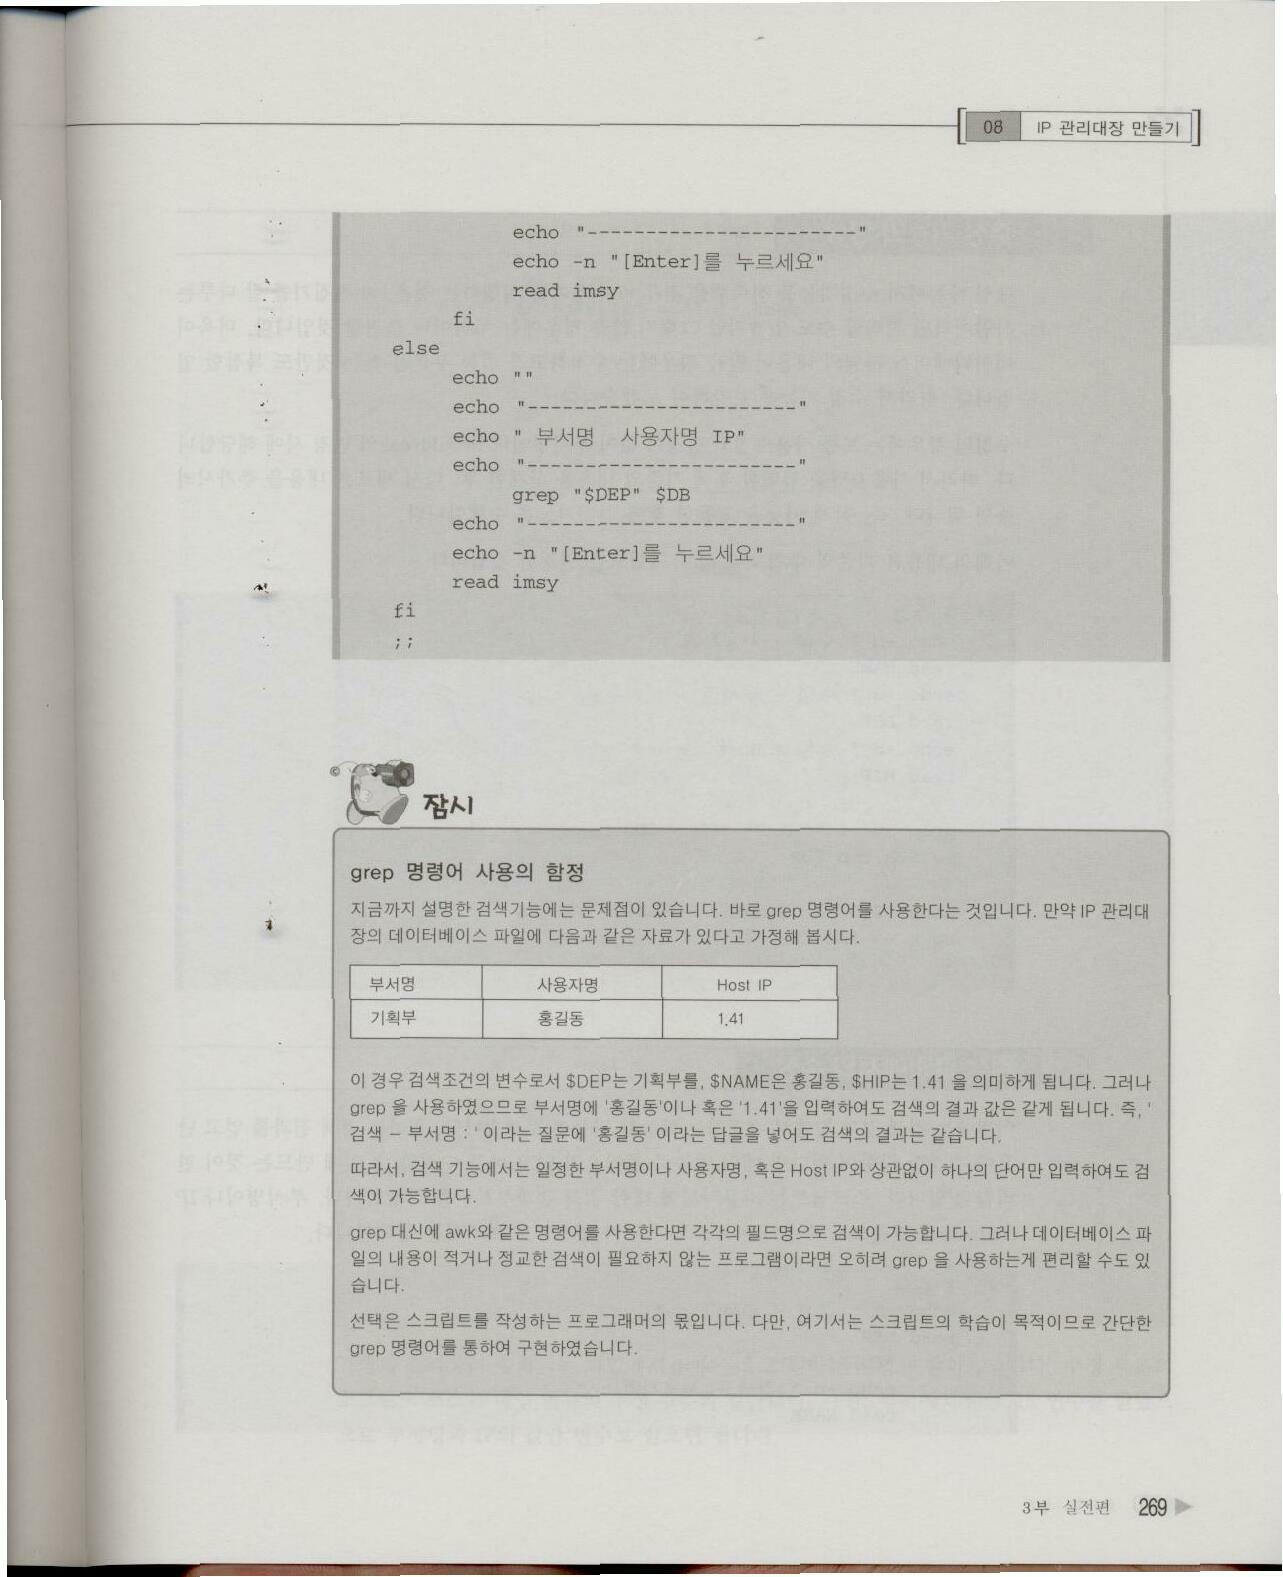 08 IP 관리대장 만들기
echo "-----------------------"
echo -n "[Enter]를 누르세요"
read imsy
fi
else
echo ""
echo "-----------------------"
echo " 부서명 사용자명 IP"
echo "-----------------------"
grep "$DEP" $DB
echo "-----------------------"
echo -n "[Enter]를 누르세요"
read imsy
fi
;;
잠시
grep 명령어 사용의 함정
지금까지 설명한 검색기능에는 문제점이 있습니다. 바로 grep 명령어를 사용한다는 것입니다. 만약 IP 관리대
장의 데이터베이스 파일에 다음과 같은 자료가 있다고 가정해 봅시다.
부서명 사용자명 Host IP
기획부 홍길동 1.41
이 경우 검색조건의 변수로서 $DEP는 기획부를, $NAME은 홍길동, $HIP는 1.41 을 의미하게 됩니다. 그러나
grep 을 사용하였으므로 부서명에 '홍길동'이나 혹은 '1.41'을 입력하여도 검색의 결과 값은 같게 됩니다. 즉, '
검색 – 부서명 : ' 이라는 질문에 '홍길동' 이라는 답글을 넣어도 검색의 결과는 같습니다.
따라서, 검색 기능에서는 일정한 부서명이나 사용자명, 혹은 Host IP와 상관없이 하나의 단어만 입력하여도 검
색이 가능합니다.
grep 대신에 awk와 같은 명령어를 사용한다면 각각의 필드명으로 검색이 가능합니다. 그러나 데이터베이스 파
일의 내용이 적거나 정교한 검색이 필요하지 않는 프로그램이라면 오히려 grep 을 사용하는게 편리할 수도 있
습니다.
선택은 스크립트를 작성하는 프로그래머의 몫입니다. 다만, 여기서는 스크립트의 학습이 목적이므로 간단한
grep 명령어를 통하여 구현하였습니다.
3부 실전편 269